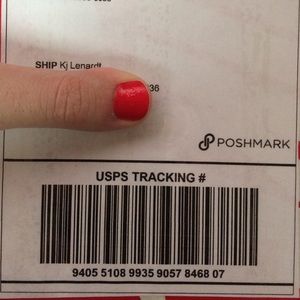 SHIP Kj Lenardt
36
POSHMARK
USPS TRACKING #
9405 5108 9935 9057 8468 07